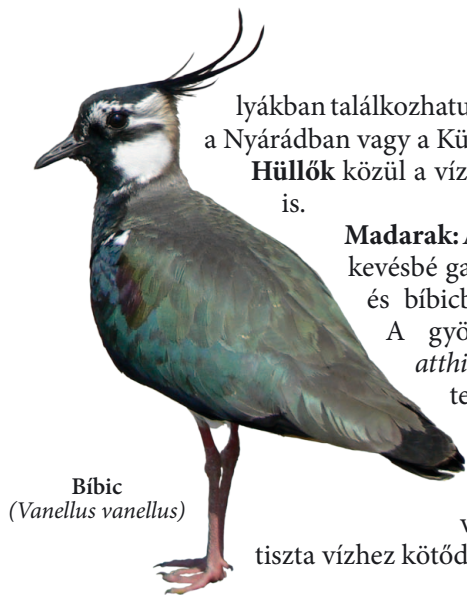 lyákban találkozhatu
a Nyárádban vagy a Kü
Hüllők közül a víz
is.
Madarak: A
kevésbé ga
és bíbicb
A gyö
atthi
te
v
tiszta vízhez kötőd
Bíbic
(Vanellus vanellus)